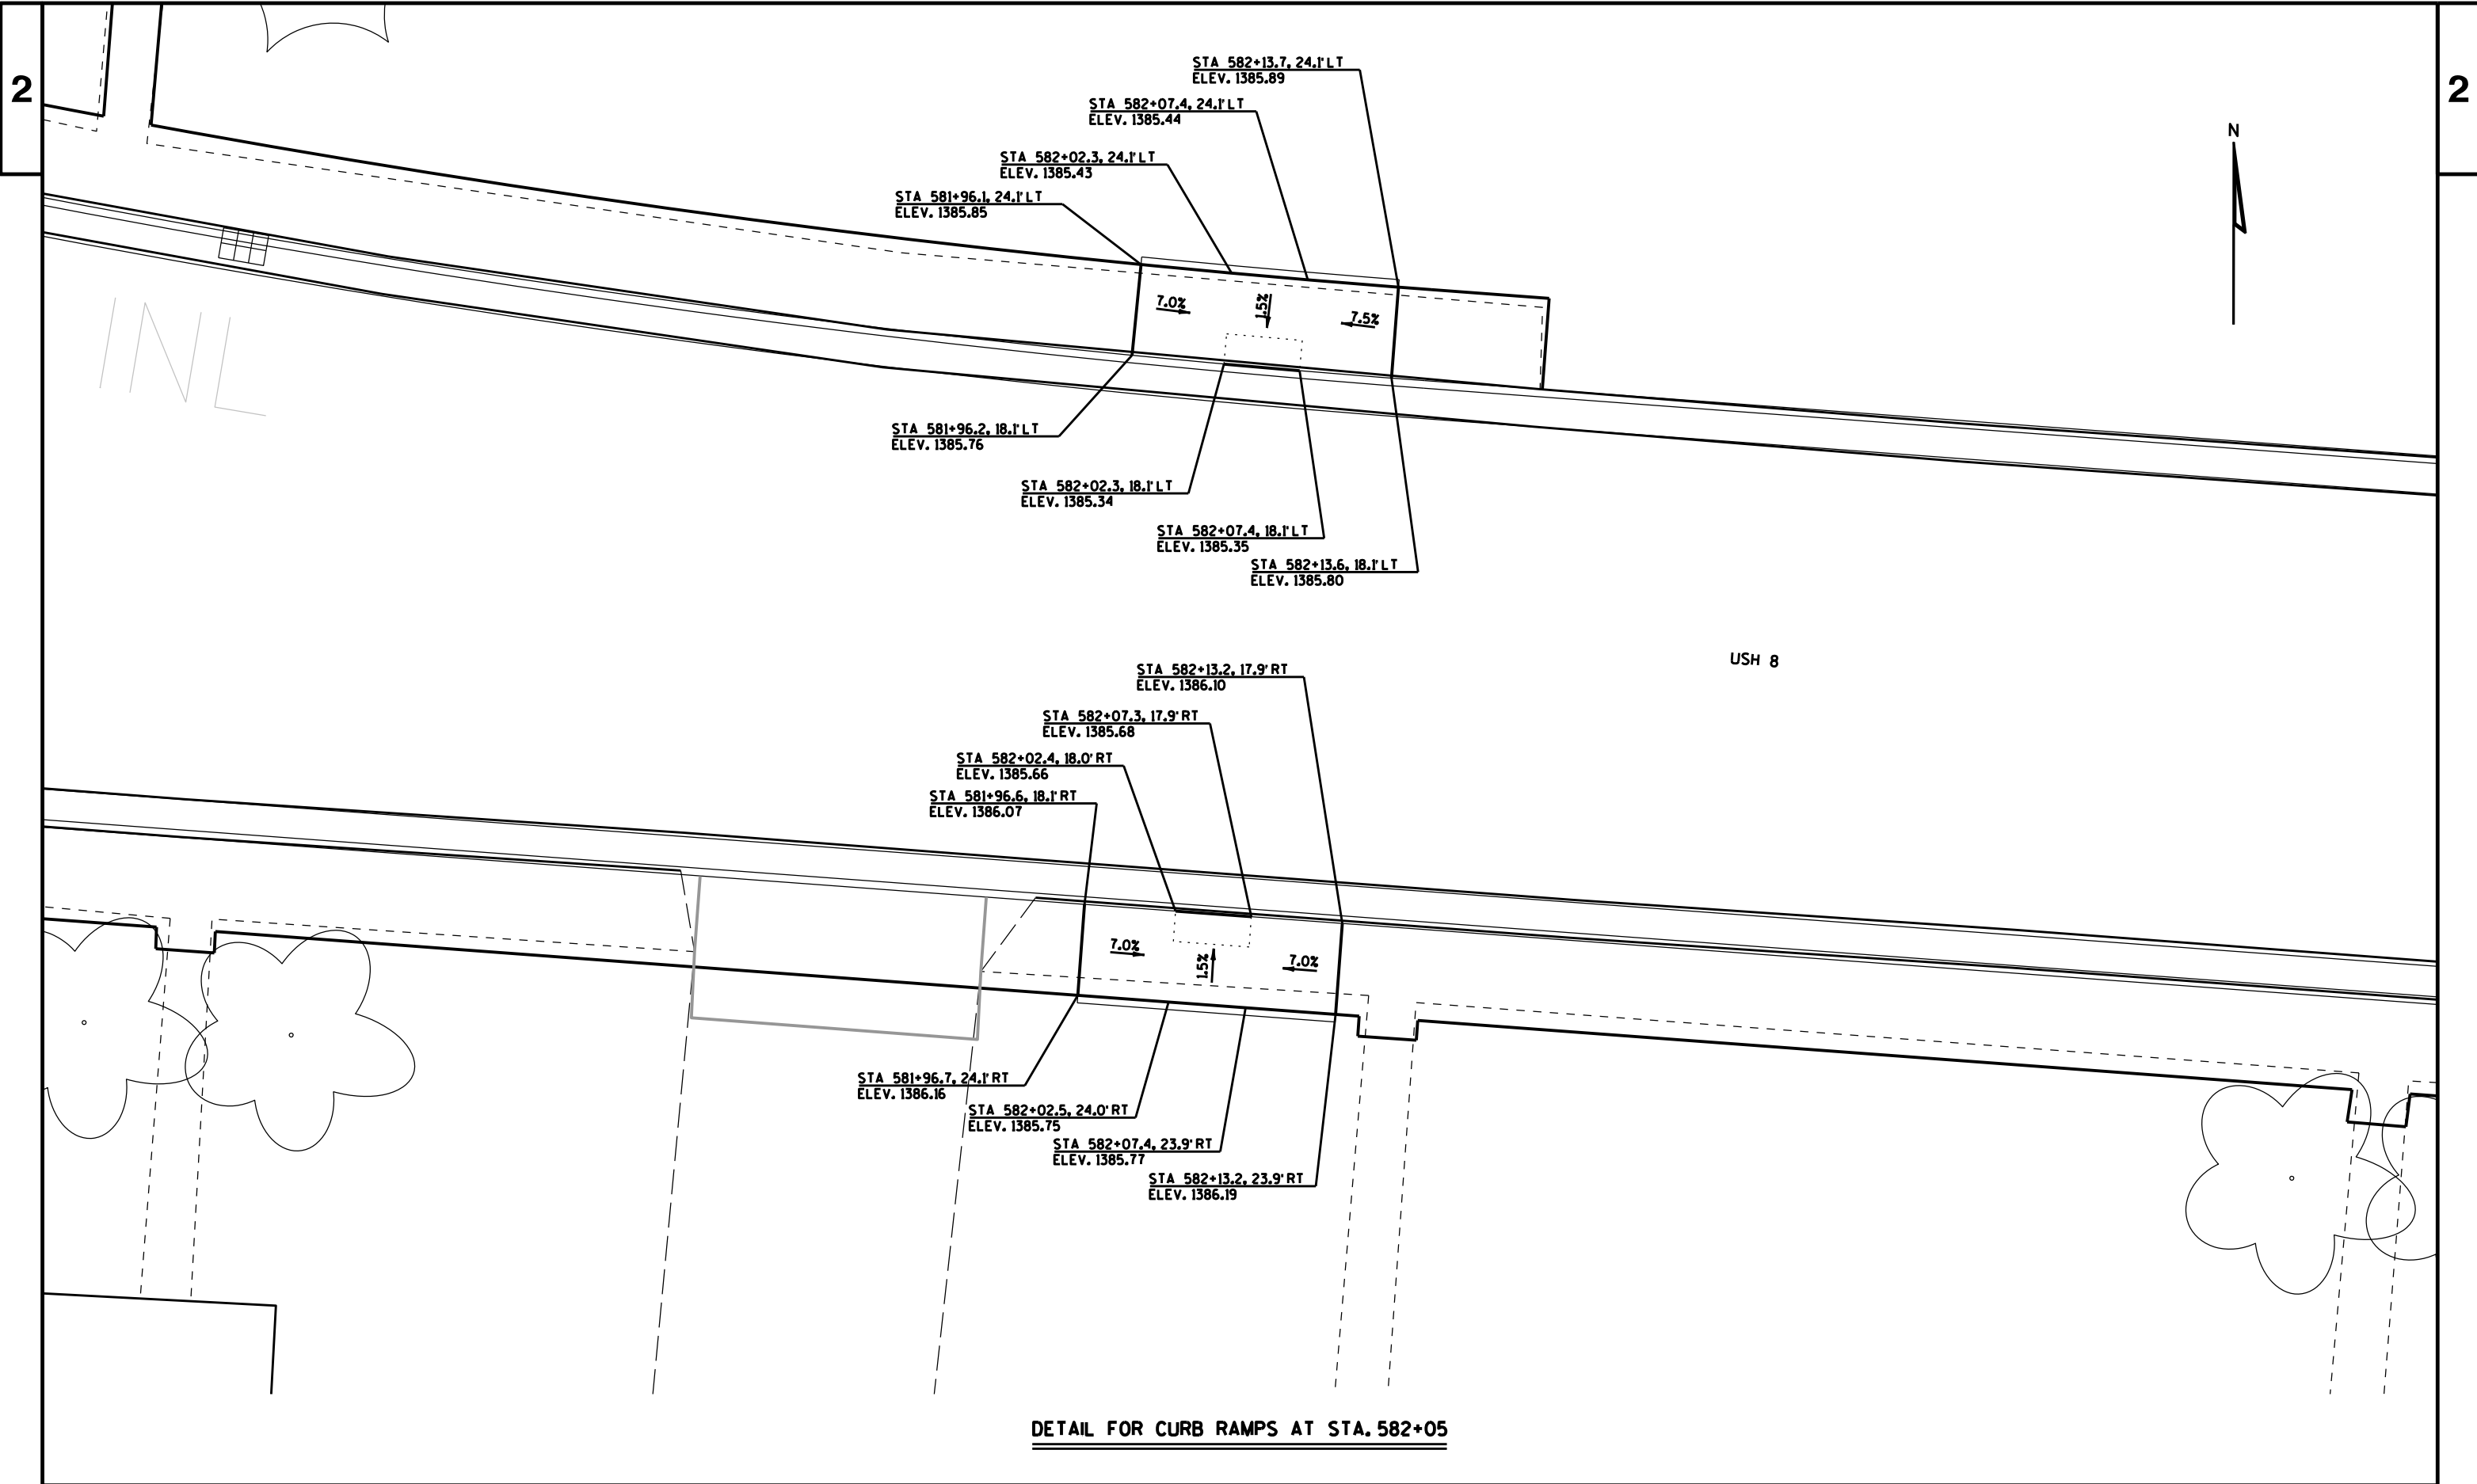 2
2
N
STA 582+13.7, 24.1' LT
ELEV. 1385.89
STA 582+07.4, 24.1' LT
ELEV. 1385.44
STA 582+02.3, 24.1' LT
ELEV. 1385.43
STA 581+96.1, 24.1' LT
ELEV. 1385.85
7.0%
1.5%
7.5%
INL
STA 581+96.2, 18.1' LT
ELEV. 1385.76
STA 582+02.3, 18.1' LT
ELEV. 1385.34
STA 582+07.4, 18.1' LT
ELEV. 1385.35
STA 582+13.6, 18.1' LT
ELEV. 1385.80
USH 8
STA 582+13.2, 17.9' RT
ELEV. 1386.10
STA 582+07.3, 17.9' RT
ELEV. 1385.68
STA 582+02.4, 18.0' RT
ELEV. 1385.66
STA 581+96.6, 18.1' RT
ELEV. 1386.07
7.0%
1.5%
7.0%
STA 581+96.7, 24.1' RT
ELEV. 1386.16
STA 582+02.5, 24.0' RT
ELEV. 1385.75
STA 582+07.4, 23.9' RT
ELEV. 1385.77
STA 582+13.2, 23.9' RT
ELEV. 1386.19
DETAIL FOR CURB RAMPS AT STA. 582+05